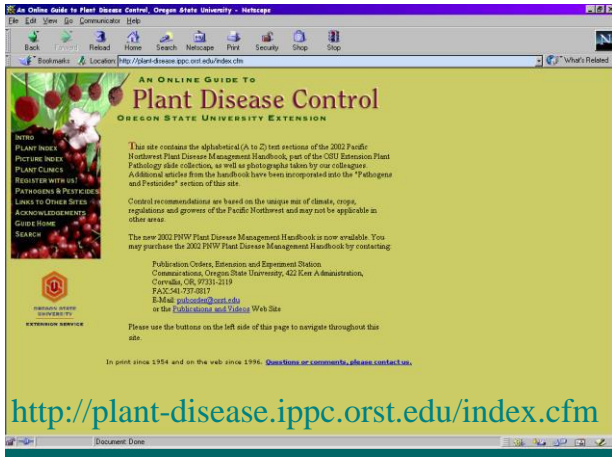 An Online Guide to Plant Disease Control, Oregon State University - Netscape
File Edit View Go Communicator Help
Back Forward Reload Home Search Netscape Print Security Shop Stop
Bookmarks Location: http://plant-disease.ippc.orst.edu/index.cfm What's Related
AN ONLINE GUIDE TO
Plant Disease Control
OREGON STATE UNIVERSITY EXTENSION
INTRO
PLANT INDEX
PICTURE INDEX
PLANT CLINICS
REGISTER WITH US!
PATHOGENS & PESTICIDES
LINKS TO OTHER SITES
ACKNOWLEDGEMENTS
GUIDE HOME
SEARCH
OREGON STATE
UNIVERSITY
EXTENSION SERVICE
This site contains the alphabetical (A to Z) text sections of the 2002 Pacific
Northwest Plant Disease Management Handbook, part of the OSU Extension Plant
Pathology slide collection, as well as photographs taken by our colleagues.
Additional articles from the handbook have been incorporated into the "Pathogens
and Pesticides" section of this site.
Control recommendations are based on the unique mix of climate, crops,
regulations and growers of the Pacific Northwest and may not be applicable in
other areas.
The new 2002 PNW Plant Disease Management Handbook is now available. You
may purchase the 2002 PNW Plant Disease Management Handbook by contacting:
Publication Orders, Extension and Experiment Station
Communications, Oregon State University, 422 Kerr Administration,
Corvallis, OR, 97331-2119
FAX:541-737-0817
E-Mail: puborder@orst.edu
or the Publications and Videos Web Site
Please use the buttons on the left side of this page to navigate throughout this
site.
In print since 1954 and on the web since 1996. Questions or comments, please contact us.
http://plant-disease.ippc.orst.edu/index.cfm
Document: Done